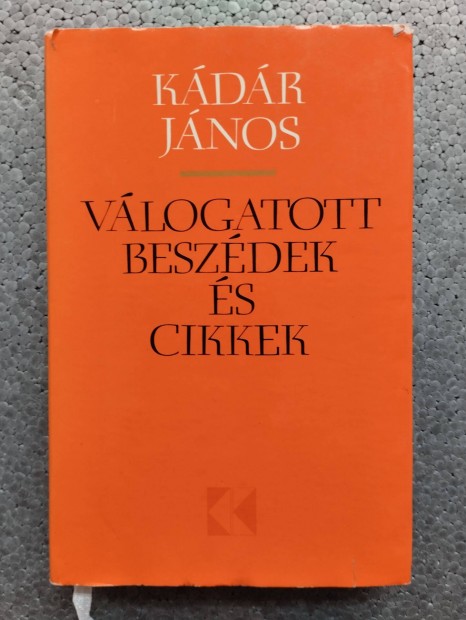 KÁDÁR
JÁNOS
VÁLOGATOTT
BESZÉDEK
ÉS
CIKKEK